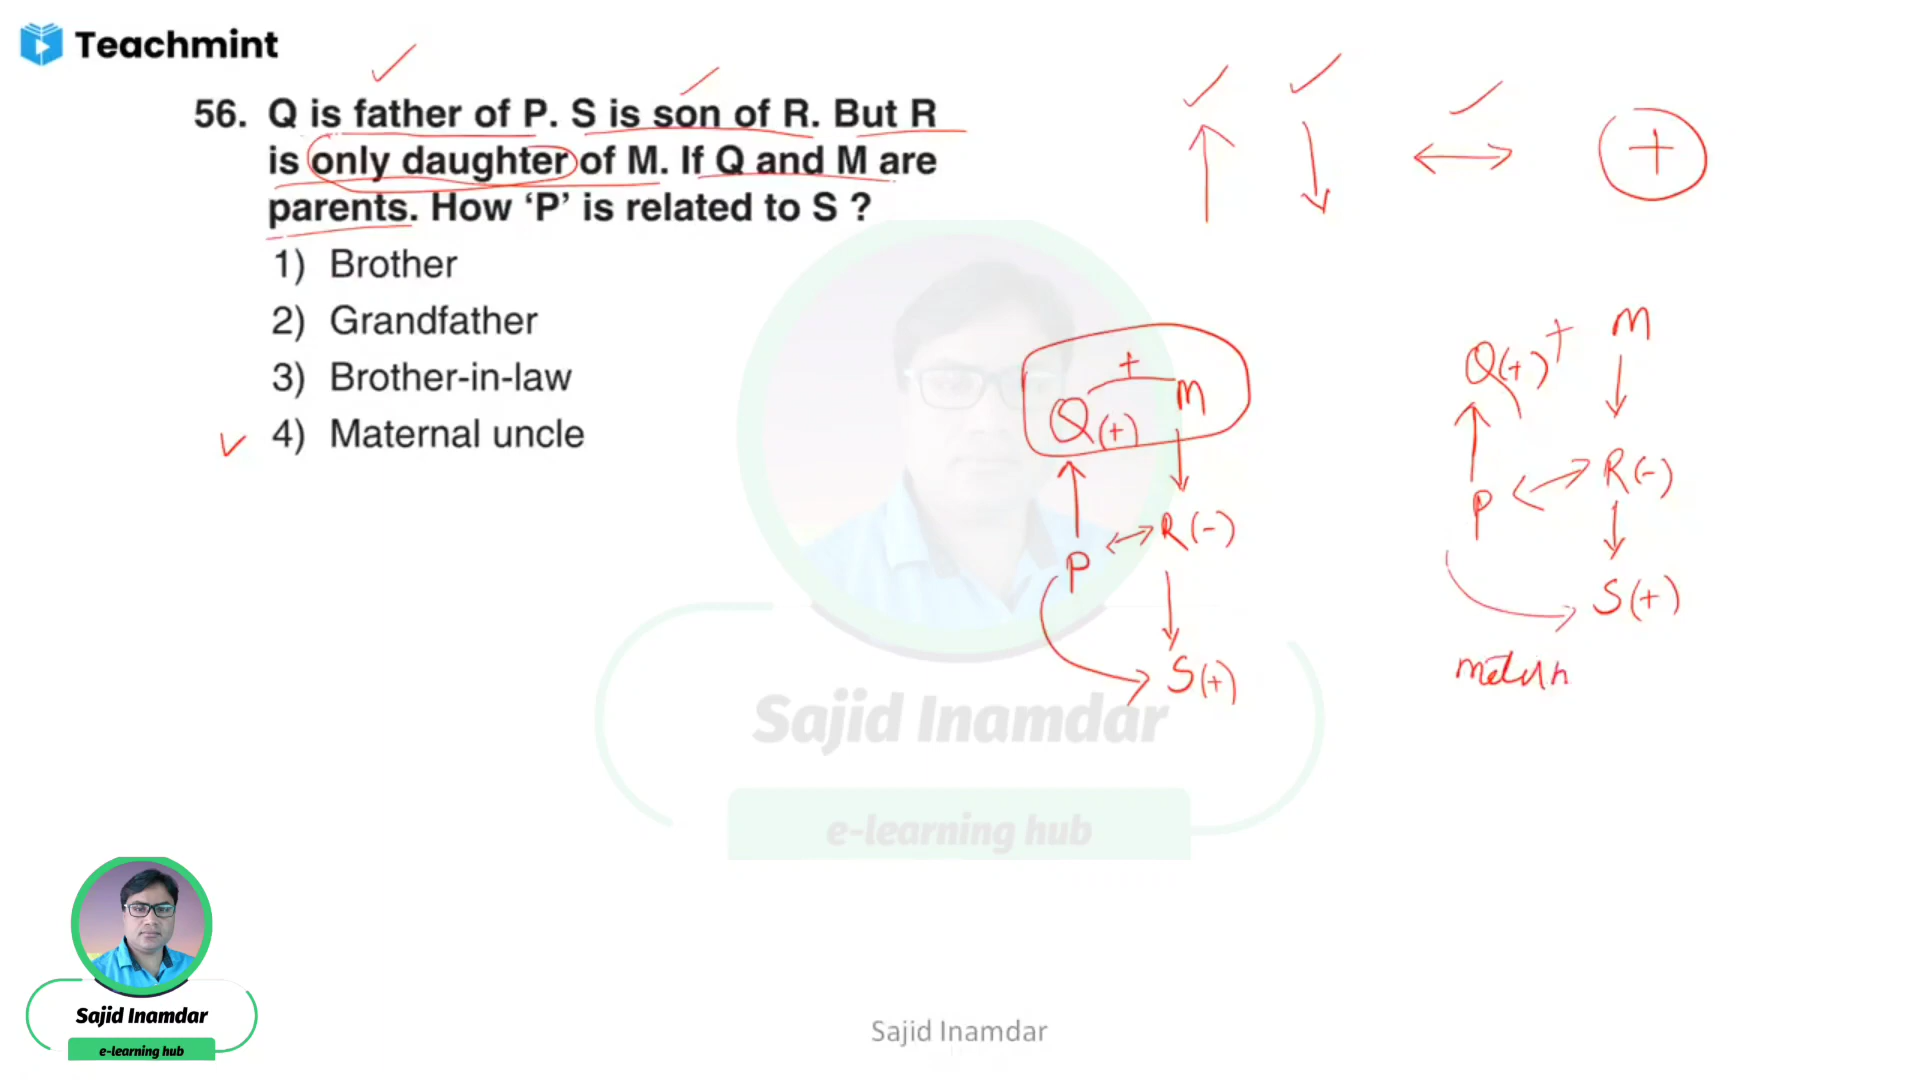 Teachmint
56. Q is father of P. S is son of R. But R
is only daughter of M. If Q and M are
parents. How ‘P’ is related to S ?
1) Brother
2) Grandfather
3) Brother-in-law
4) Maternal uncle
+
+
Q(+) M
P R(-)
S(+)
Q(+) + M
P R(-)
S(+)
Sajid Inamdar
e-learning hub
Sajid Inamdar
e-learning hub
Sajid Inamdar